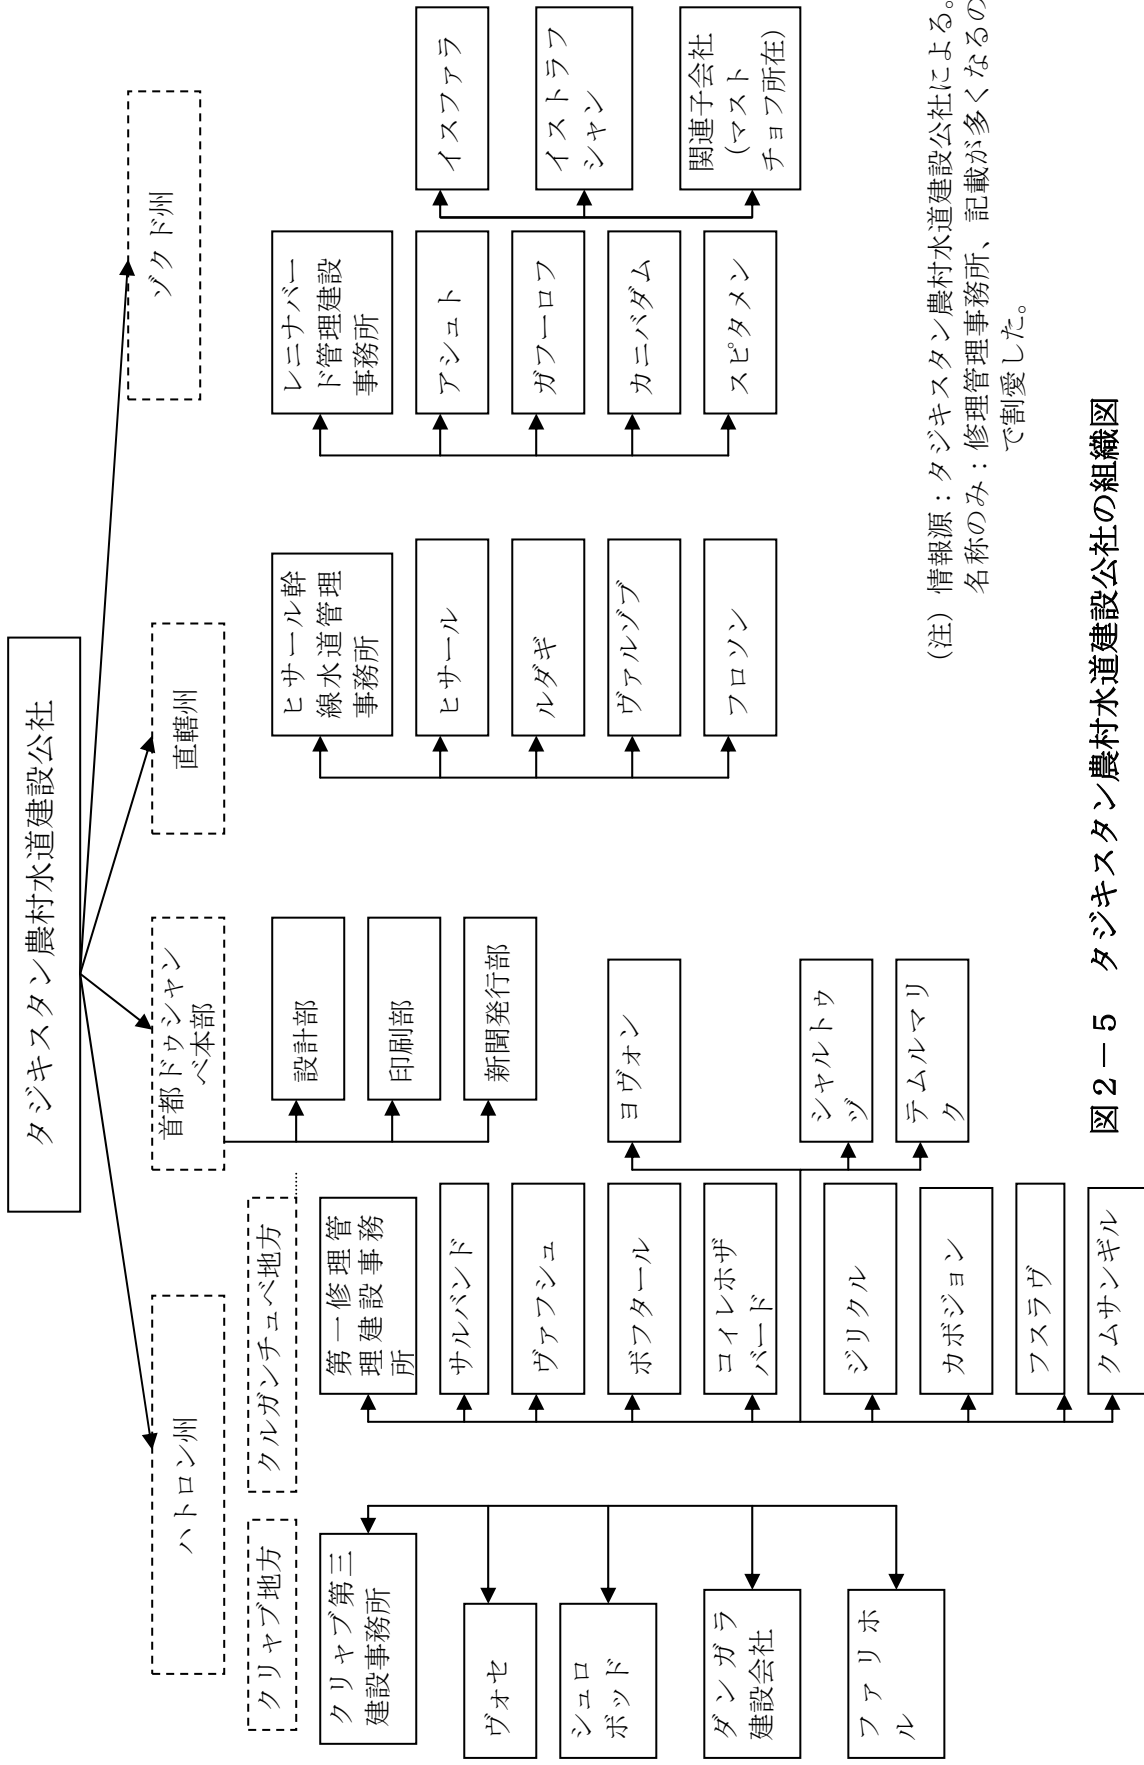 タジキスタン農村水道建設公社
ハトロン州
首都ドゥシャン
ベ本部
直轄州
ゾクド州
クリャブ地方
クルガンチュベ地方
クリャブ第三
建設事務所
ヴォセ
シュロ
ボッド
ダンガラ
建設会社
ファリホ
ル
第一修理管
理建設事務
所
サルバンド
ヴァフシュ
ボフタール
コイレホザ
バード
ジリクル
カボジョン
フスラヴ
クムサンギル
ヨヴォン
シャルトゥ
ヅ
テムルマリ
ク
設計部
印刷部
新聞発行部
ヒサール幹
線水道管理
事務所
ヒサール
ルダギ
ヴァルゾブ
フロソン
レニナバー
ド管理建設
事務所
アシュト
ガフーロフ
カニバダム
スピタメン
イスファラ
イストラフ
シャン
関連子会社
(マスト
チョフ所在)
(注) 情報源：タジキスタン農村水道建設公社による。
名称のみ：修理管理事務所、記載が多くなるの
で割愛した。
図２－５ タジキスタン農村水道建設公社の組織図